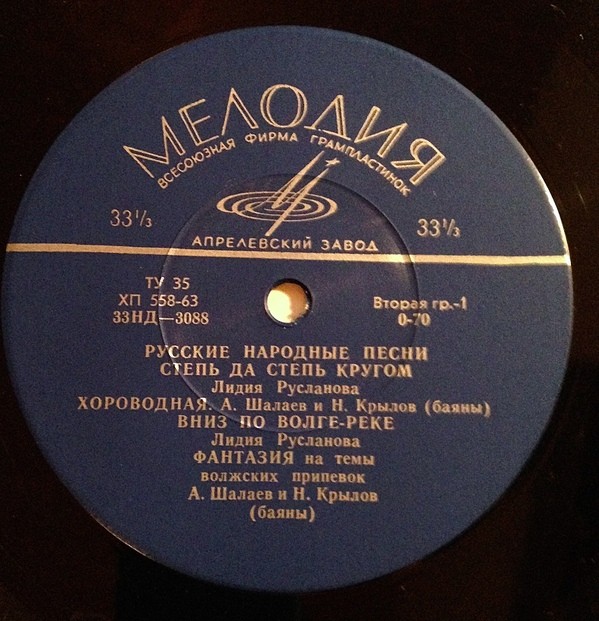 МЕЛОДИЯ
ВСЕСОЮЗНАЯ ФИРМА ГРАМПЛАСТИНОК
33⅓ 33⅓
АПРЕЛЕВСКИЙ ЗАВОД
ТУ 35
ХП 558-63
33НД—3088
Вторая гр.-1
0-70
РУССКИЕ НАРОДНЫЕ ПЕСНИ
СТЕПЬ ДА СТЕПЬ КРУГОМ
Лидия Русланова
ХОРОВОДНАЯ. А. Шалаев и Н. Крылов (баяны)
ВНИЗ ПО ВОЛГЕ-РЕКЕ
Лидия Русланова
ФАНТАЗИЯ на темы
волжских припевок
А. Шалаев и Н. Крылов
(баяны)